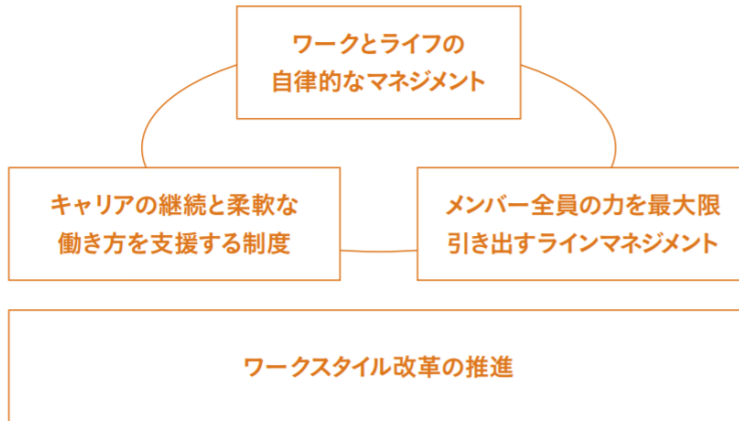 ワークとライフの
自律的なマネジメント
キャリアの継続と柔軟な
働き方を支援する制度
メンバー全員の力を最大限
引き出すラインマネジメント
ワークスタイル改革の推進